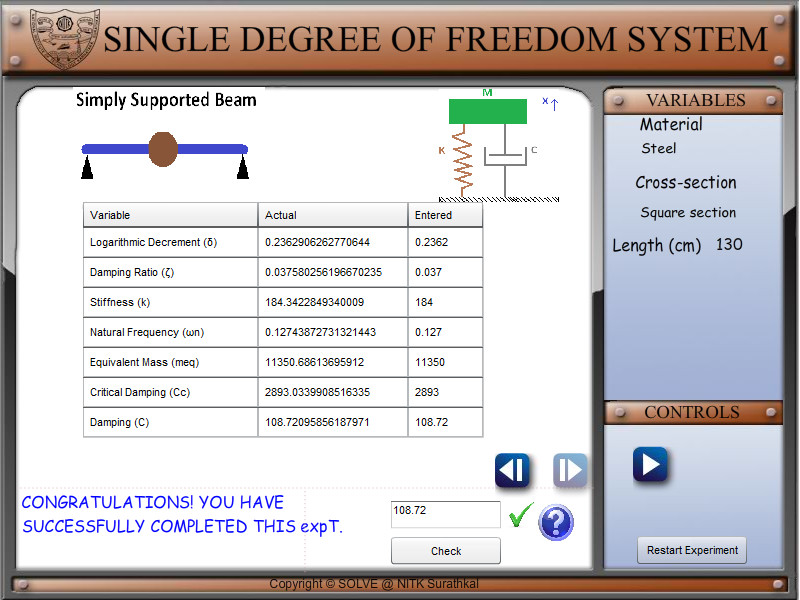 SINGLE DEGREE OF FREEDOM SYSTEM
Simply Supported Beam
M
X
K
C
Variable Actual Entered
Logarithmic Decrement (δ) 0.2362906262770644 0.2362
Damping Ratio (ζ) 0.037580256196670235 0.037
Stiffness (k) 184.3422849340009 184
Natural Frequency (ωn) 0.12743872731321443 0.127
Equivalent Mass (meq) 11350.68613695912 11350
Critical Damping (Cc) 2893.0339908516335 2893
Damping (C) 108.72095856187971 108.72
CONGRATULATIONS! YOU HAVE
SUCCESSFULLY COMPLETED THIS expT.
108.72
?
Check
VARIABLES
Material
Steel
Cross-section
Square section
Length (cm) 130
CONTROLS
Restart Experiment
Copyright © SOLVE @ NITK Surathkal